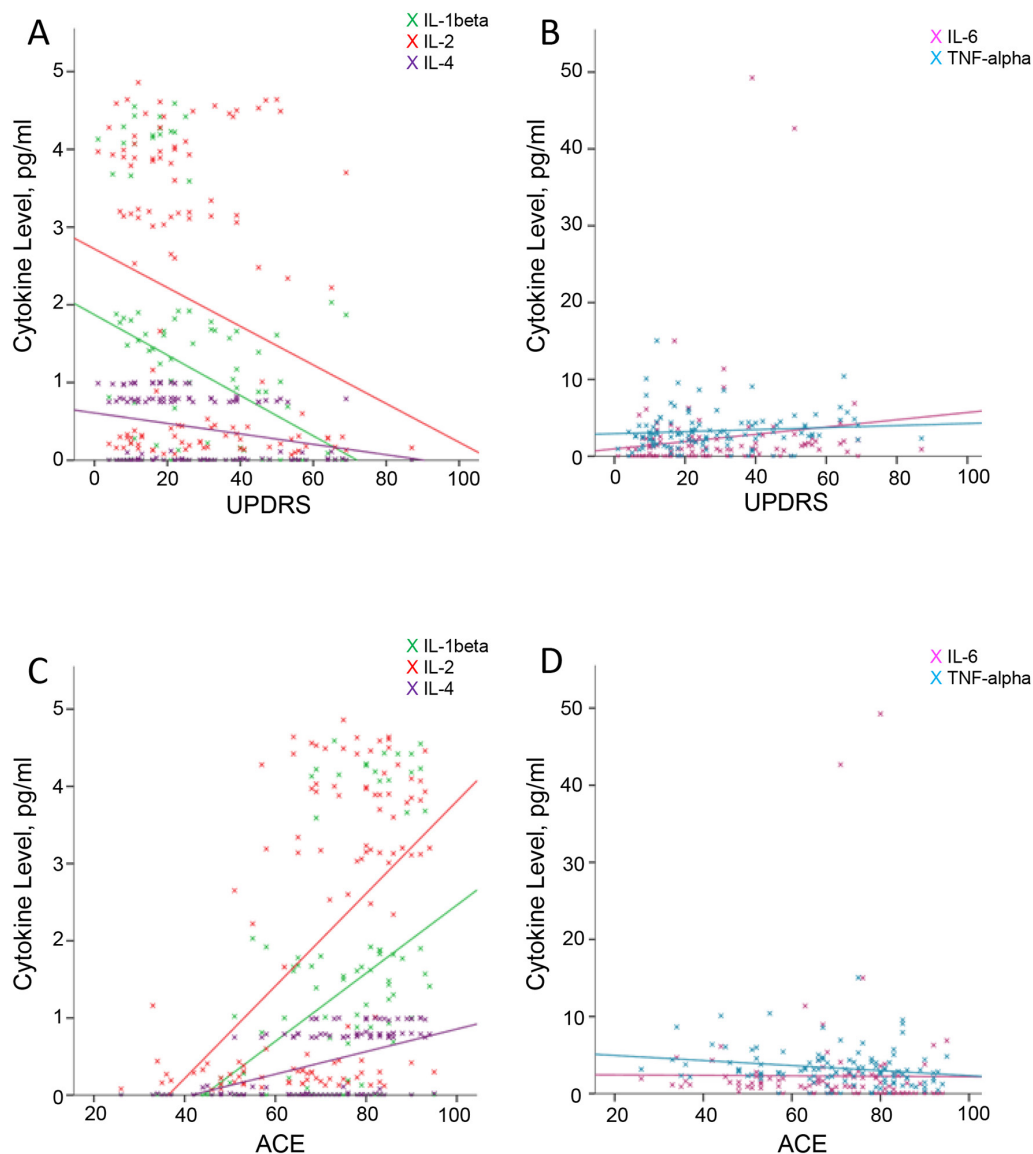 A
X IL-1beta
X IL-2
X IL-4
Cytokine Level, pg/ml
5
4
3
2
1
0
0 20 40 60 80 100
UPDRS
B
X IL-6
X TNF-alpha
Cytokine Level, pg/ml
50
40
30
20
10
0
0 20 40 60 80 100
UPDRS
C
X IL-1beta
X IL-2
X IL-4
Cytokine Level, pg/ml
5
4
3
2
1
0
20 40 60 80 100
ACE
D
X IL-6
X TNF-alpha
Cytokine Level, pg/ml
50
40
30
20
10
0
20 40 60 80 100
ACE